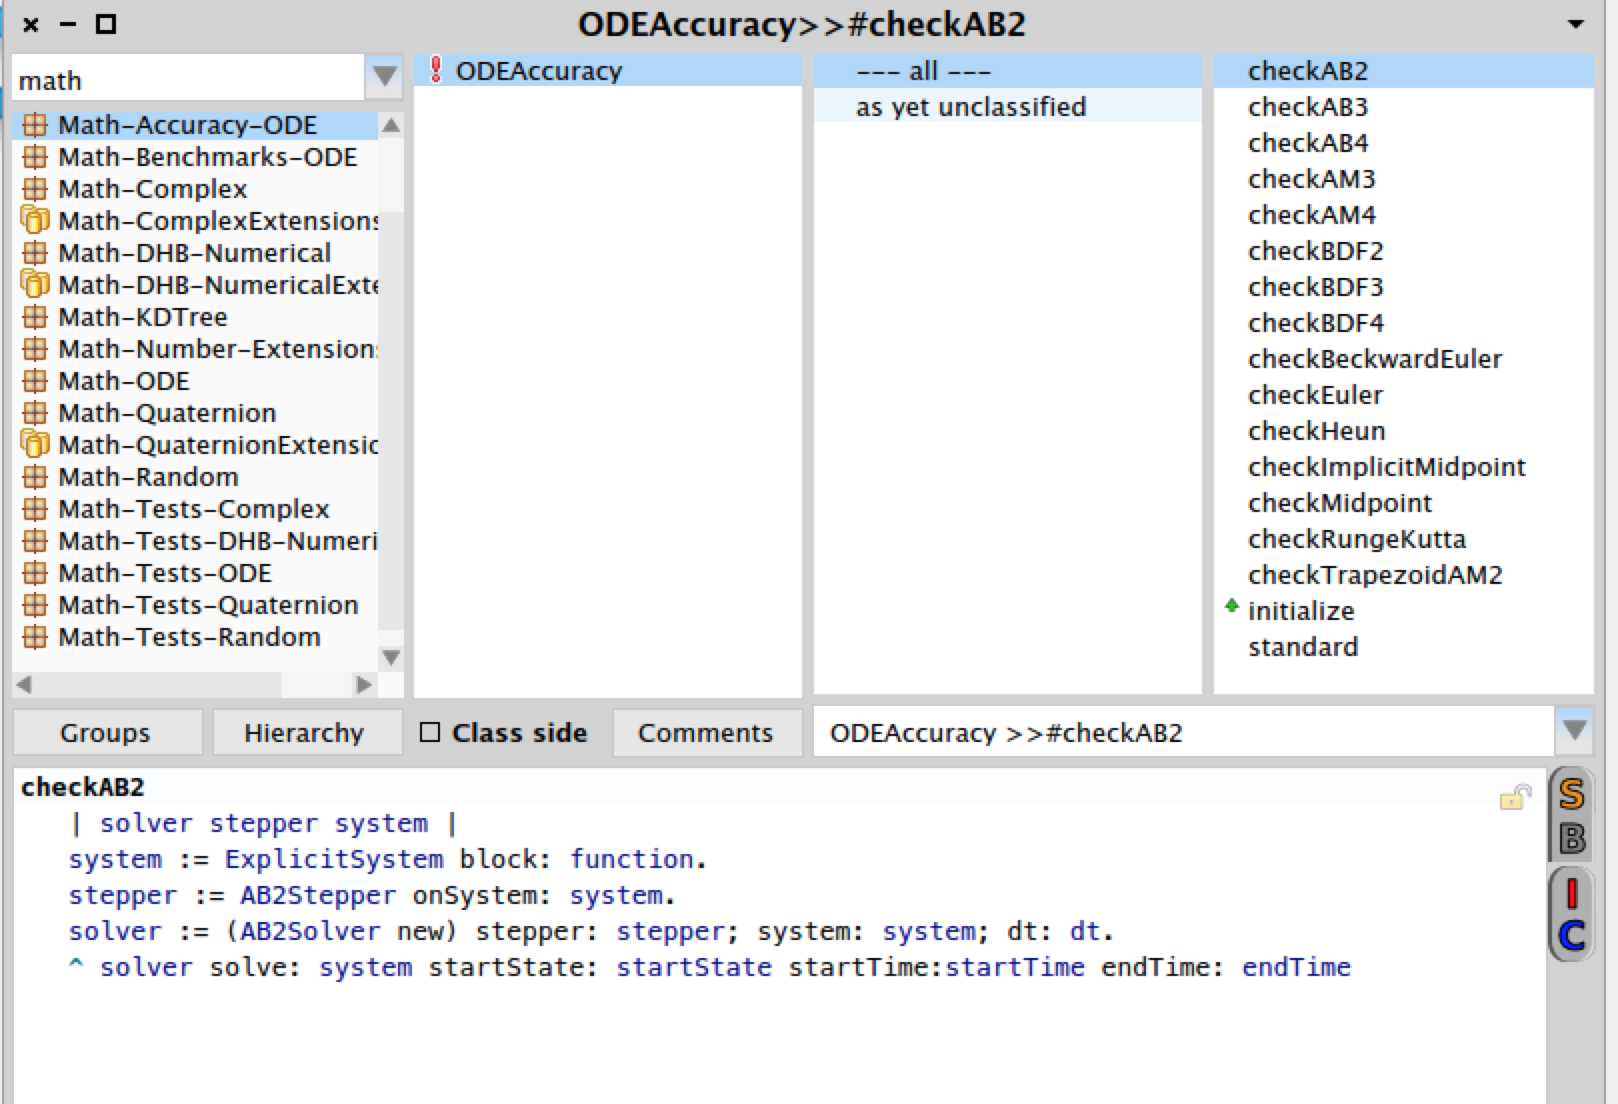 ODEAccuracy>>#checkAB2
math
Math-Accuracy-ODE
Math-Benchmarks-ODE
Math-Complex
Math-ComplexExtensions
Math-DHB-Numerical
Math-DHB-NumericalExte
Math-KDTree
Math-Number-Extension
Math-ODE
Math-Quaternion
Math-QuaternionExtensio
Math-Random
Math-Tests-Complex
Math-Tests-DHB-Numeri
Math-Tests-ODE
Math-Tests-Quaternion
Math-Tests-Random
ODEAccuracy
--- all ---
as yet unclassified
checkAB2
checkAB3
checkAB4
checkAM3
checkAM4
checkBDF2
checkBDF3
checkBDF4
checkBeckwardEuler
checkEuler
checkHeun
checkImplicitMidpoint
checkMidpoint
checkRungeKutta
checkTrapezoidAM2
initialize
standard
Groups
Hierarchy
Class side
Comments
ODEAccuracy >>#checkAB2
checkAB2
| solver stepper system |
system := ExplicitSystem block: function.
stepper := AB2Stepper onSystem: system.
solver := (AB2Solver new) stepper: stepper; system: system; dt: dt.
^ solver solve: system startState: startState startTime:startTime endTime: endTime
S
B
I
C